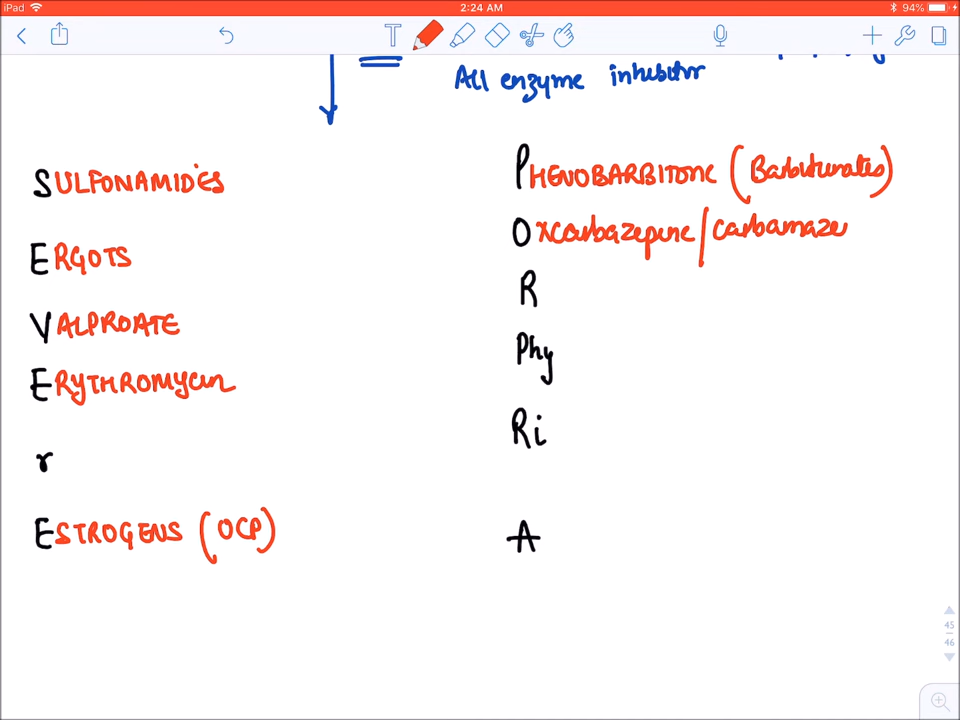 iPad 2:24 AM 94%
T
All enzyme inhibitor
SULFONAMIDES
ERGOTS
VALPROATE
ERYTHROMYCIN
r
ESTROGENS (OCP)
PHENOBARBITONE (Barbiturates)
Oxcarbazepine/carbamaze
R
Phy
Ri
A
45
46